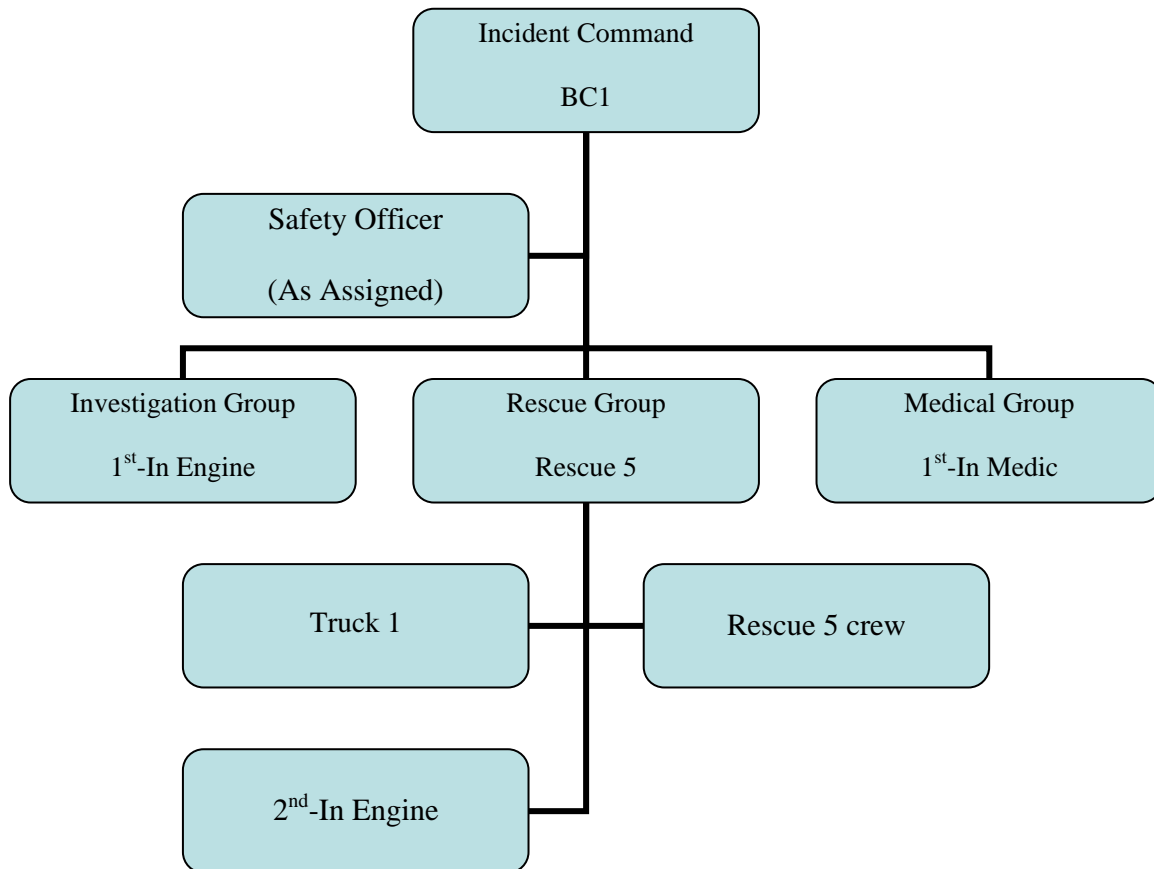 Incident Command
BC1
Safety Officer
(As Assigned)
Investigation Group
1st-In Engine
Rescue Group
Rescue 5
Medical Group
1st-In Medic
Truck 1
Rescue 5 crew
2nd-In Engine